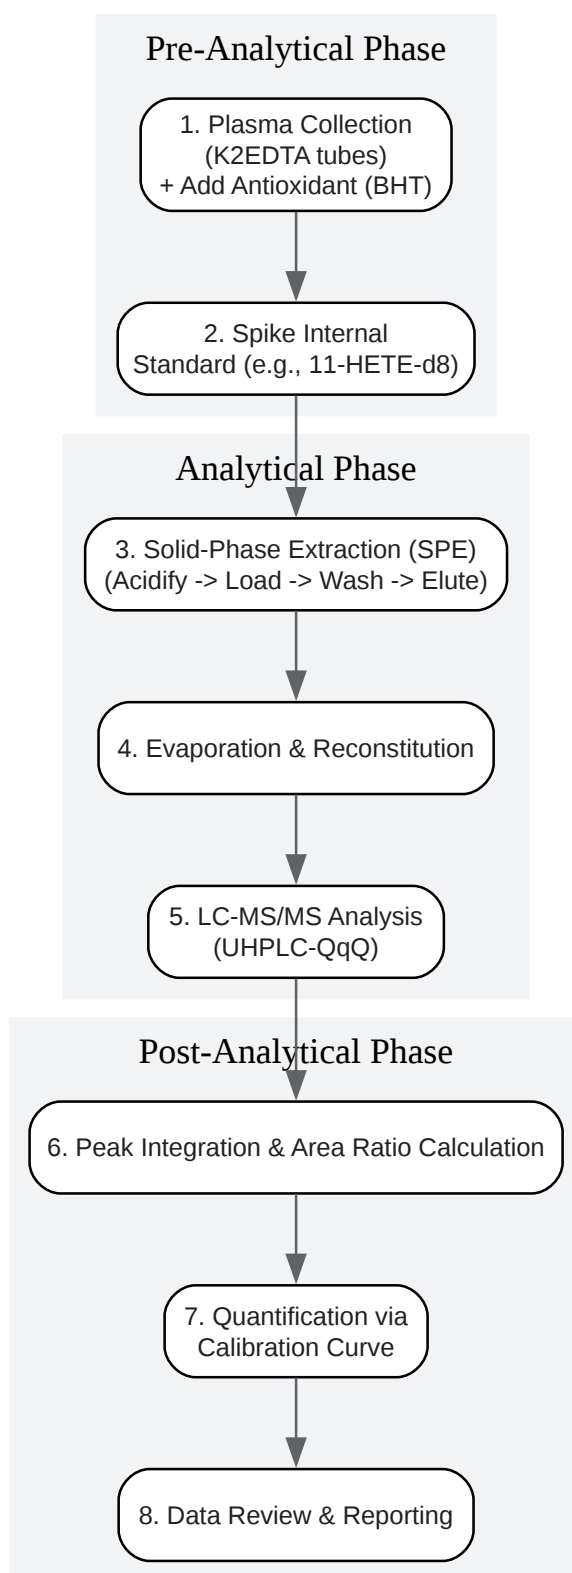 Pre-Analytical Phase
1. Plasma Collection
(K2EDTA tubes)
+ Add Antioxidant (BHT)
2. Spike Internal
Standard (e.g., 11-HETE-d8)
Analytical Phase
3. Solid-Phase Extraction (SPE)
(Acidify -> Load -> Wash -> Elute)
4. Evaporation & Reconstitution
5. LC-MS/MS Analysis
(UHPLC-QqQ)
Post-Analytical Phase
6. Peak Integration & Area Ratio Calculation
7. Quantification via
Calibration Curve
8. Data Review & Reporting